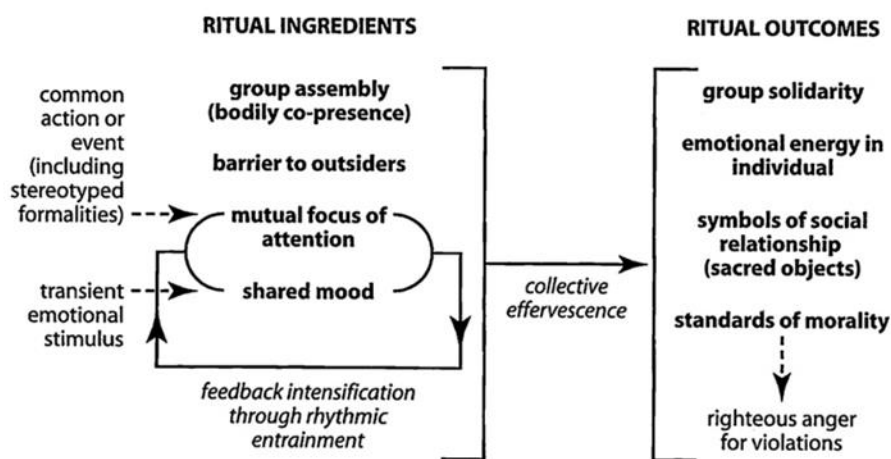 RITUAL INGREDIENTS
common
action or
event
(including
stereotyped
formalities)
transient
emotional
stimulus
group assembly
(bodily co-presence)
barrier to outsiders
mutual focus of
attention
shared mood
feedback intensification
through rhythmic
entrainment
collective
effervescence
RITUAL OUTCOMES
group solidarity
emotional energy in
individual
symbols of social
relationship
(sacred objects)
standards of morality
righteous anger
for violations